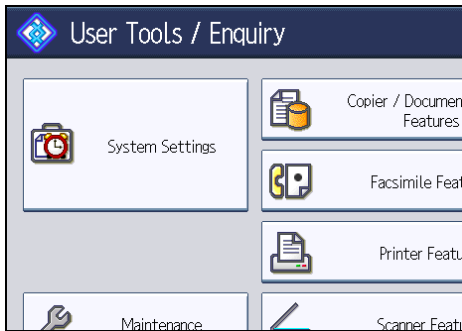 User Tools / Enquiry
System Settings
Copier / Documen
Features
Facsimile Feat
Printer Featu
Maintenance
Scanner Featu